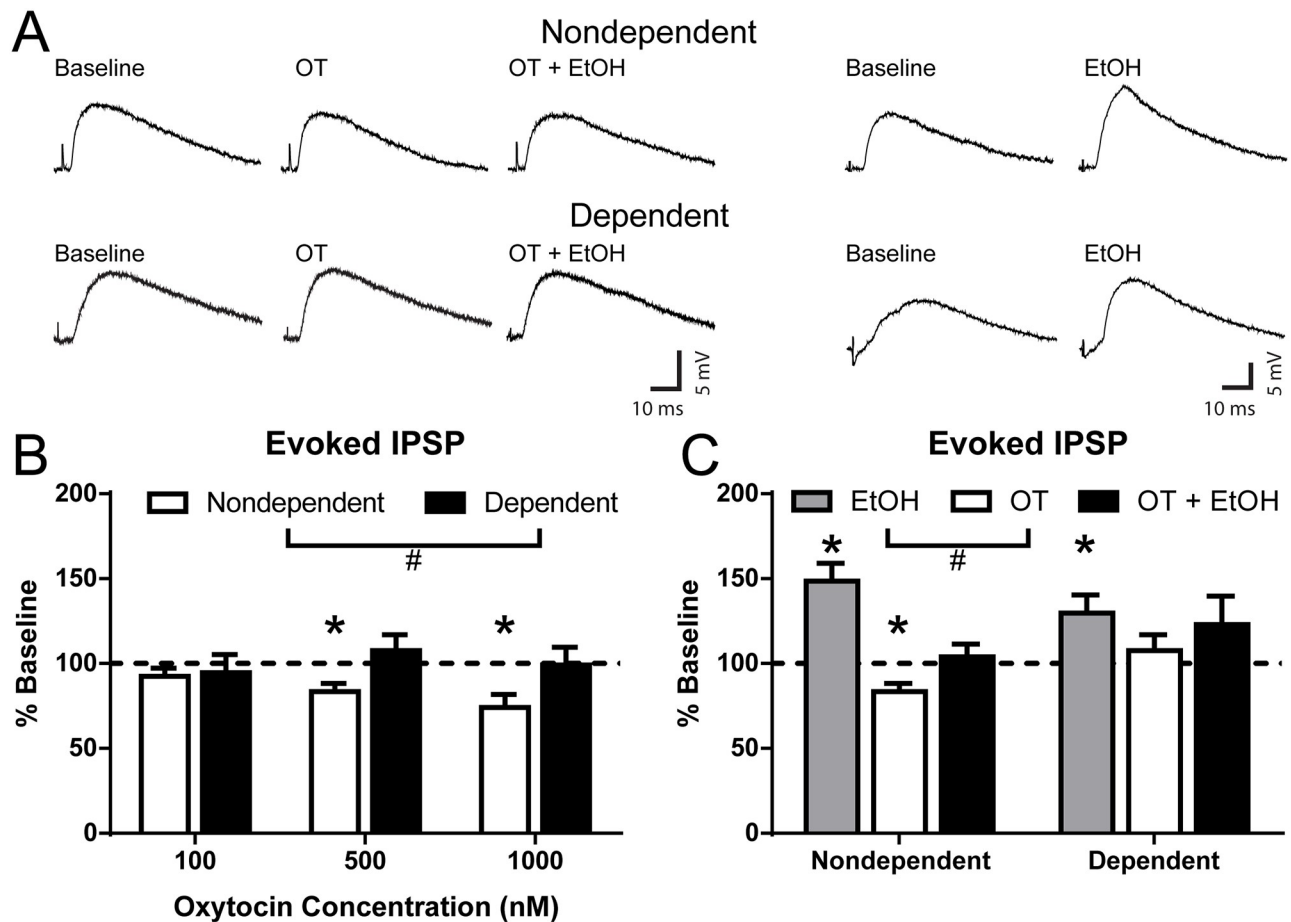 A
Nondependent
Baseline OT OT + EtOH Baseline EtOH
Dependent
Baseline OT OT + EtOH Baseline EtOH
5 mV
10 ms
5 mV
10 ms
B
Evoked IPSP
Nondependent Dependent
#
* *
% Baseline
200
150
100
50
0
100 500 1000
Oxytocin Concentration (nM)
C
Evoked IPSP
EtOH OT OT + EtOH
* # *
*
% Baseline
200
150
100
50
0
Nondependent Dependent